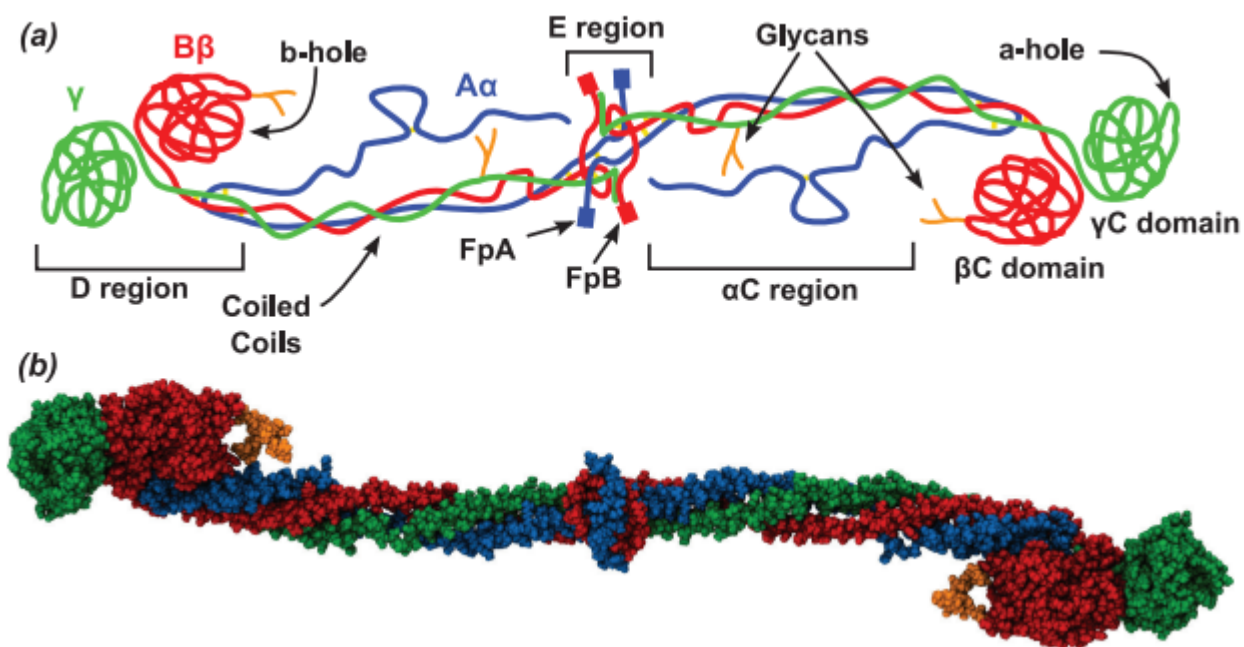 (a)
E region
Glycans
a-hole
Bβ
b-hole
γ
Aα
FpA
FpB
γC domain
D region
αC region
βC domain
Coiled
Coils
(b)